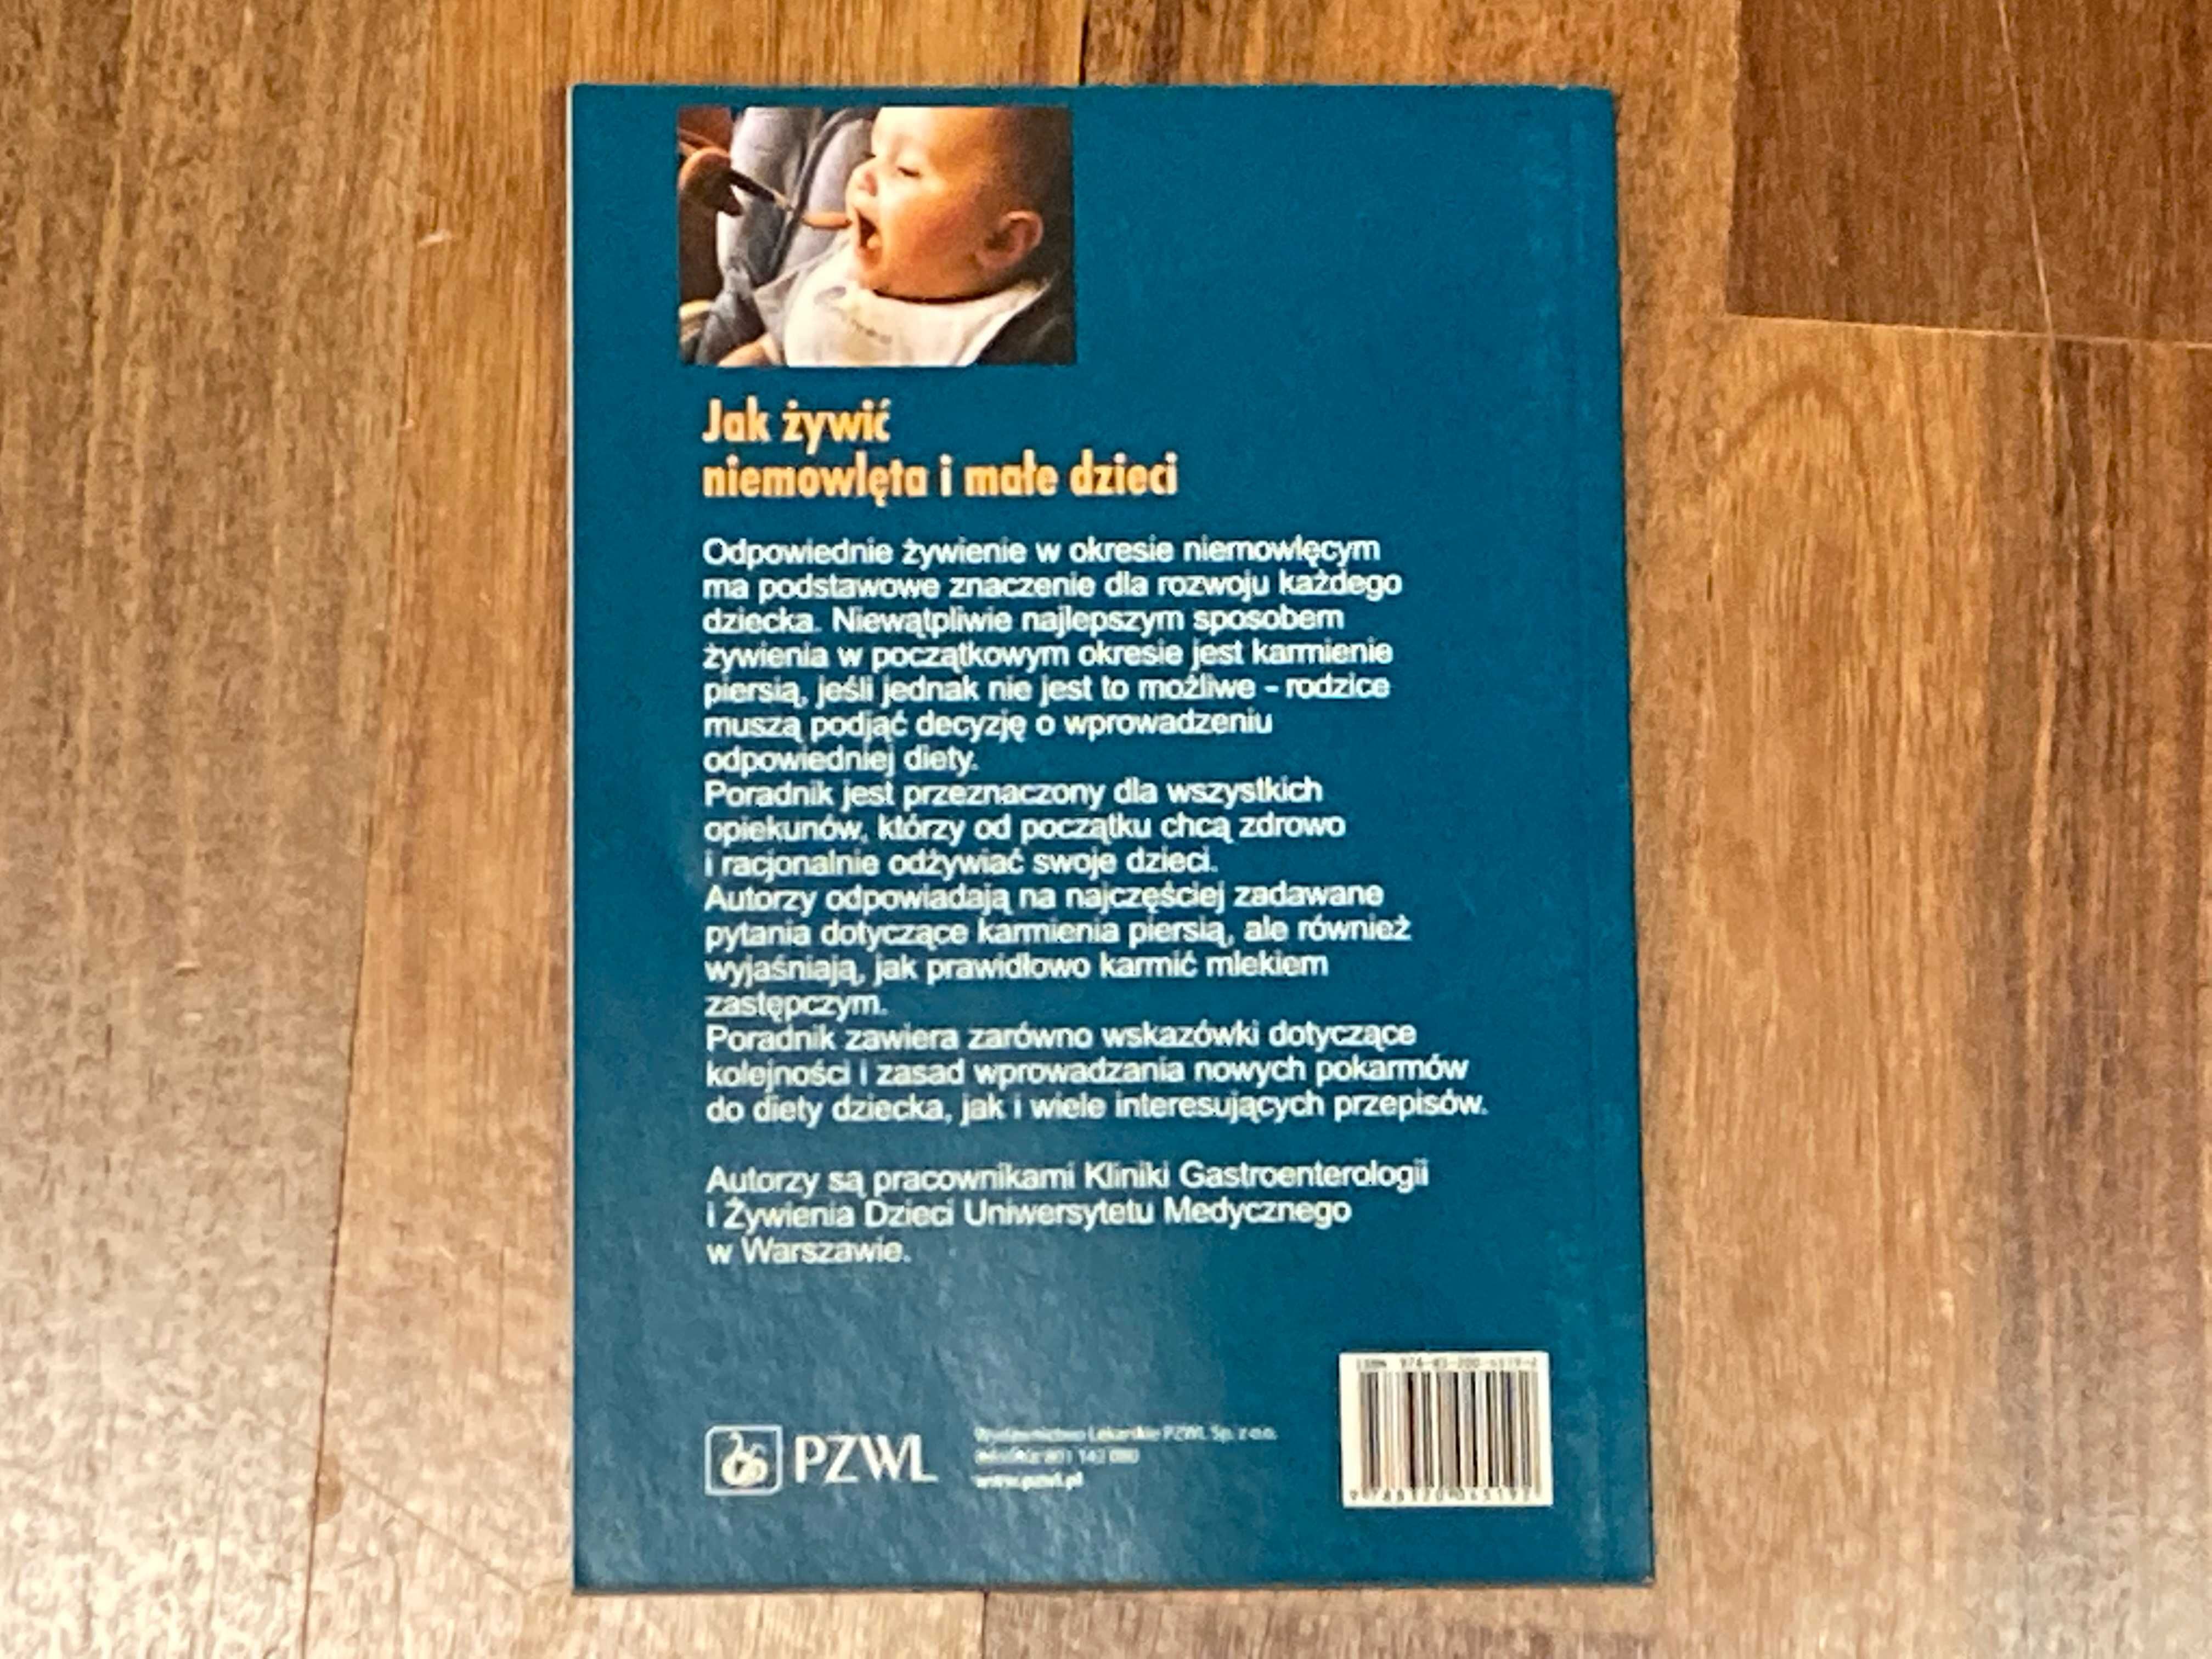 Jak żywić
niemowlęta i małe dzieci
Odpowiednie żywienie w okresie niemowlęcym
ma podstawowe znaczenie dla rozwoju każdego
dziecka. Niewątpliwie najlepszym sposobem
żywienia w początkowym okresie jest karmienie
piersią, jeśli jednak nie jest to możliwe – rodzice
muszą podjąć decyzję o wprowadzeniu
odpowiedniej diety.
Poradnik jest przeznaczony dla wszystkich
opiekunów, którzy od początku chcą zdrowo
i racjonalnie odżywiać swoje dzieci.
Autorzy odpowiadają na najczęściej zadawane
pytania dotyczące karmienia piersią, ale również
wyjaśniają, jak prawidłowo karmić mlekiem
zastępczym.
Poradnik zawiera zarówno wskazówki dotyczące
kolejności i zasad wprowadzania nowych pokarmów
do diety dziecka, jak i wiele interesujących przepisów.
Autorzy są pracownikami Kliniki Gastroenterologii
i Żywienia Dzieci Uniwersytetu Medycznego
w Warszawie.
PZWL
Wydawnictwo Lekarskie PZWL Sp. z o.o.
801 142 080
www.pzwl.pl
ISBN